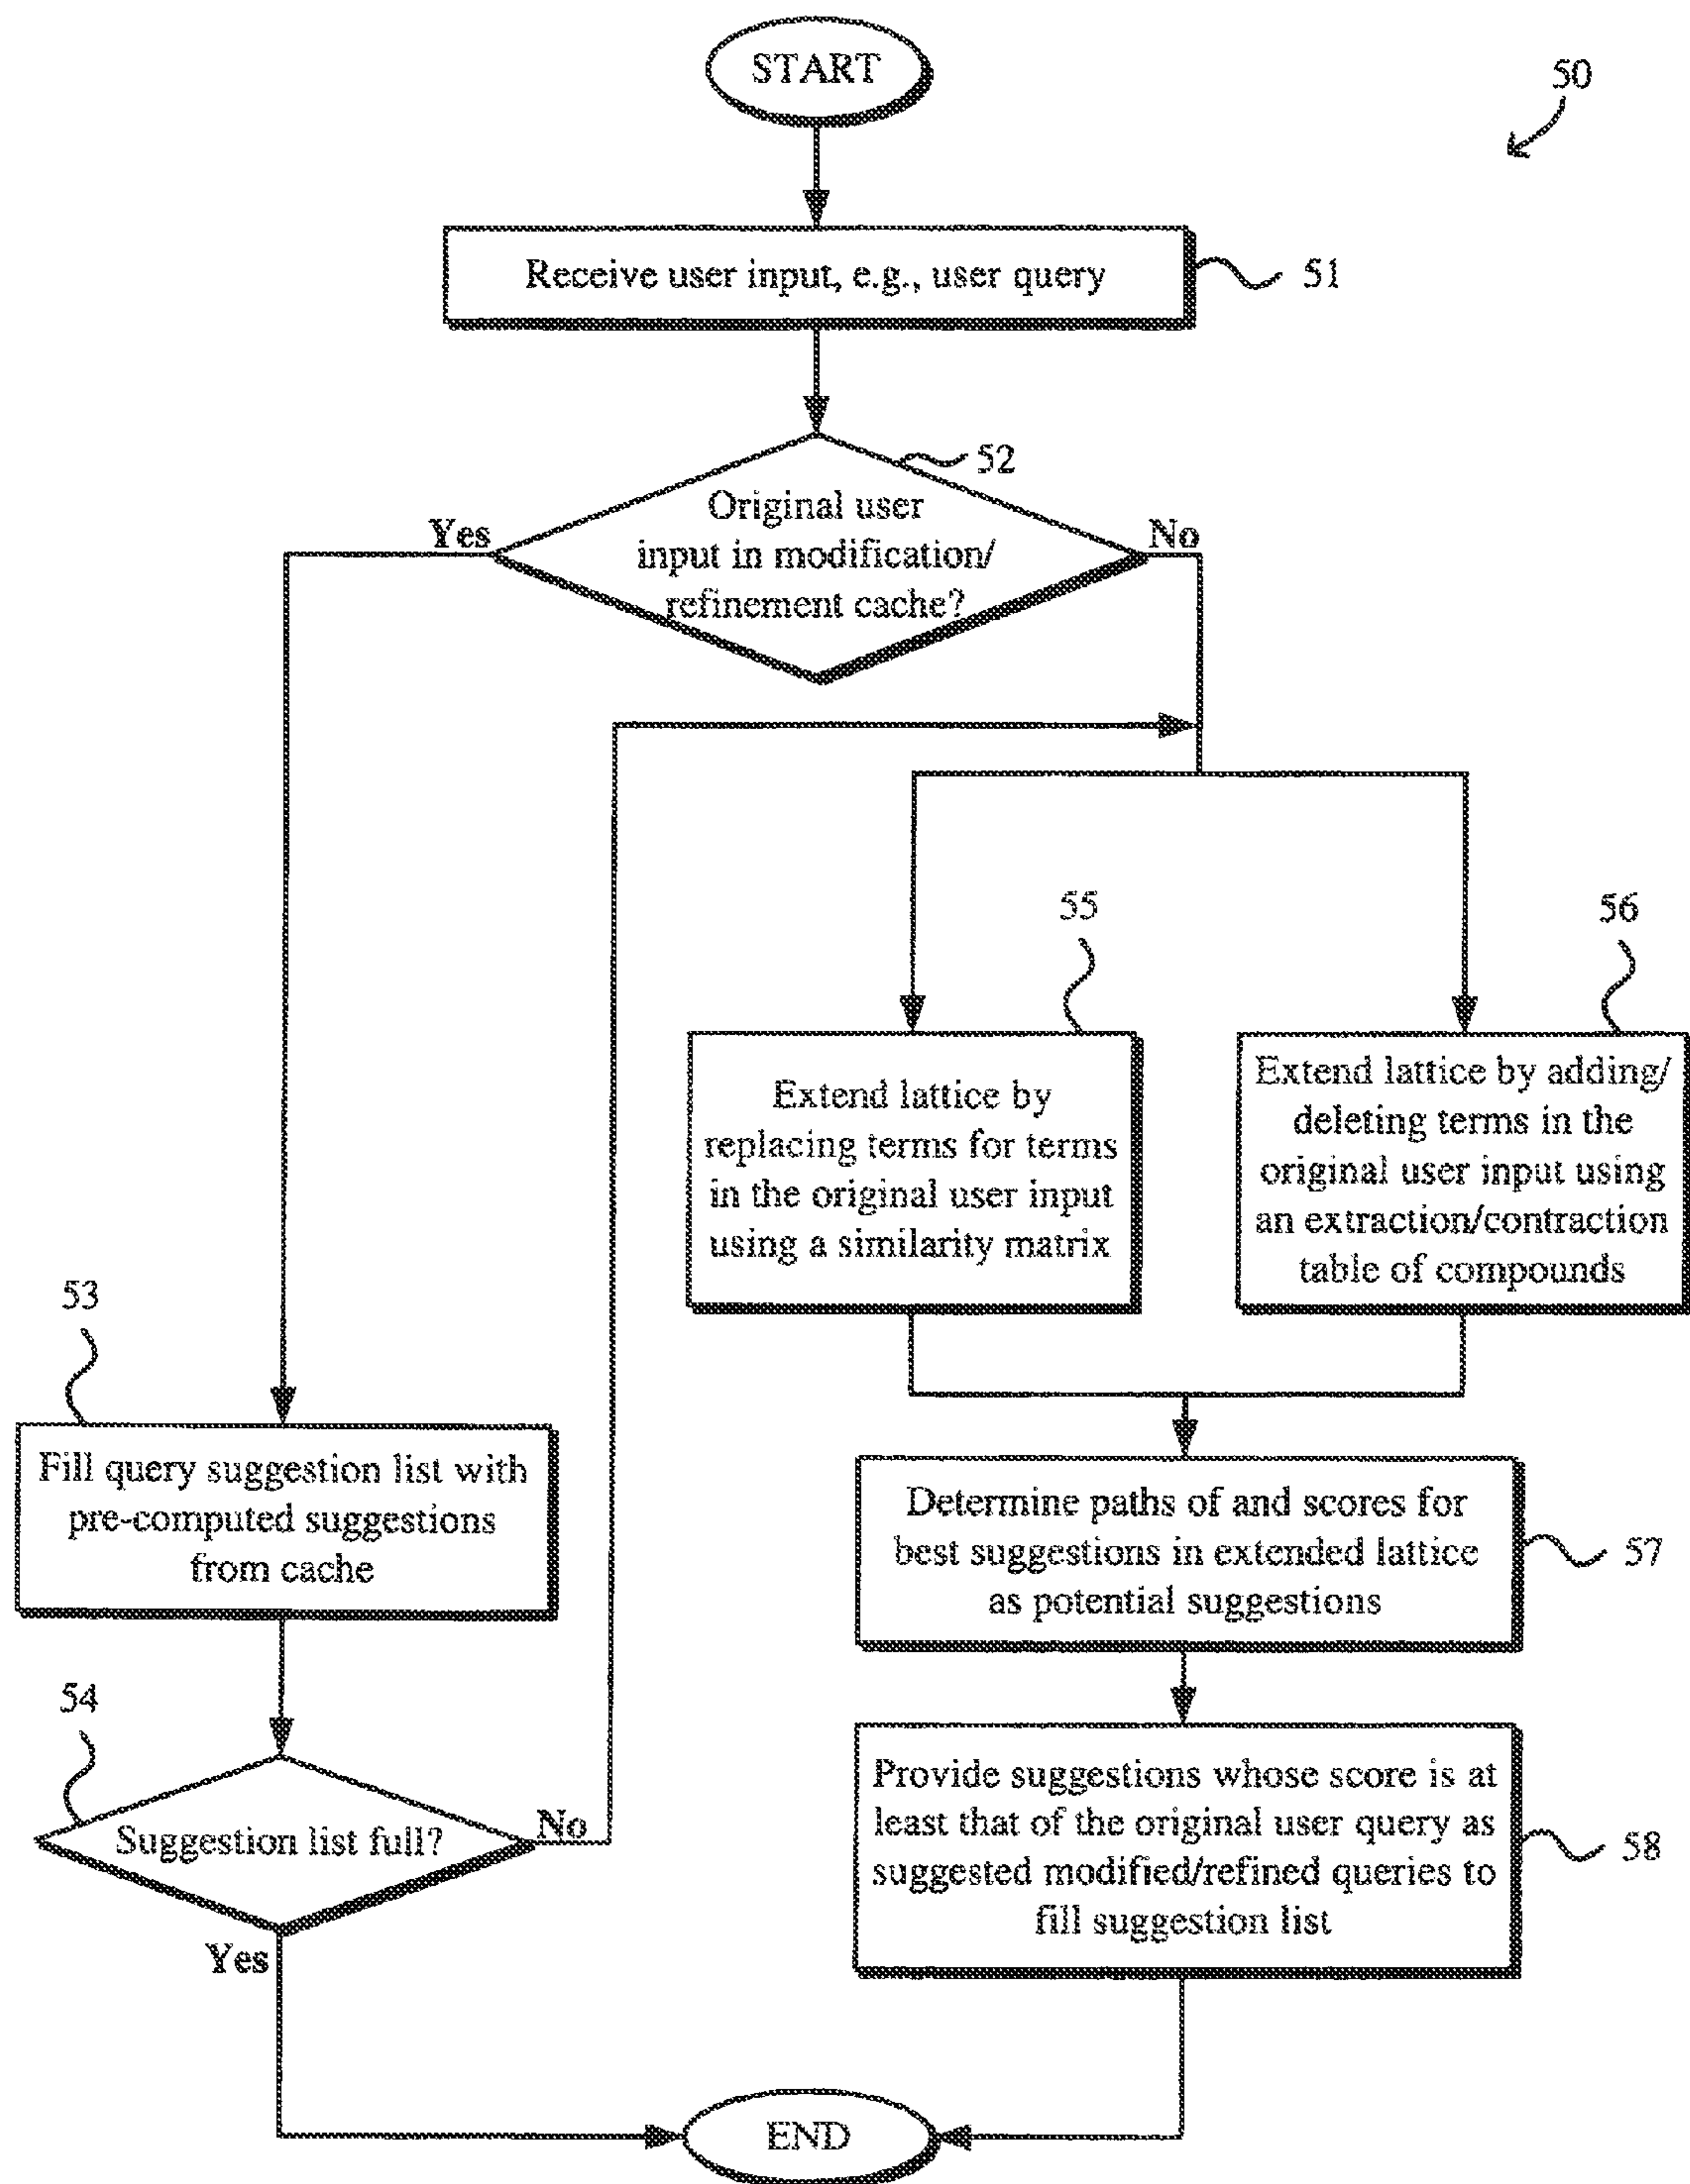 START
50
Receive user input, e.g., user query
51
52
Original user
input in modification/
refinement cache?
Yes
No
55
56
Extend lattice by
replacing terms for terms
in the original user input
using a similarity matrix
Extend lattice by adding/
deleting terms in the
original user input using
an extraction/contraction
table of compounds
53
Fill query suggestion list with
pre-computed suggestions
from cache
Determine paths of and scores for
best suggestions in extended lattice
as potential suggestions
57
54
Suggestion list full?
No
Yes
Provide suggestions whose score is at
least that of the original user query as
suggested modified/refined queries to
fill suggestion list
58
END